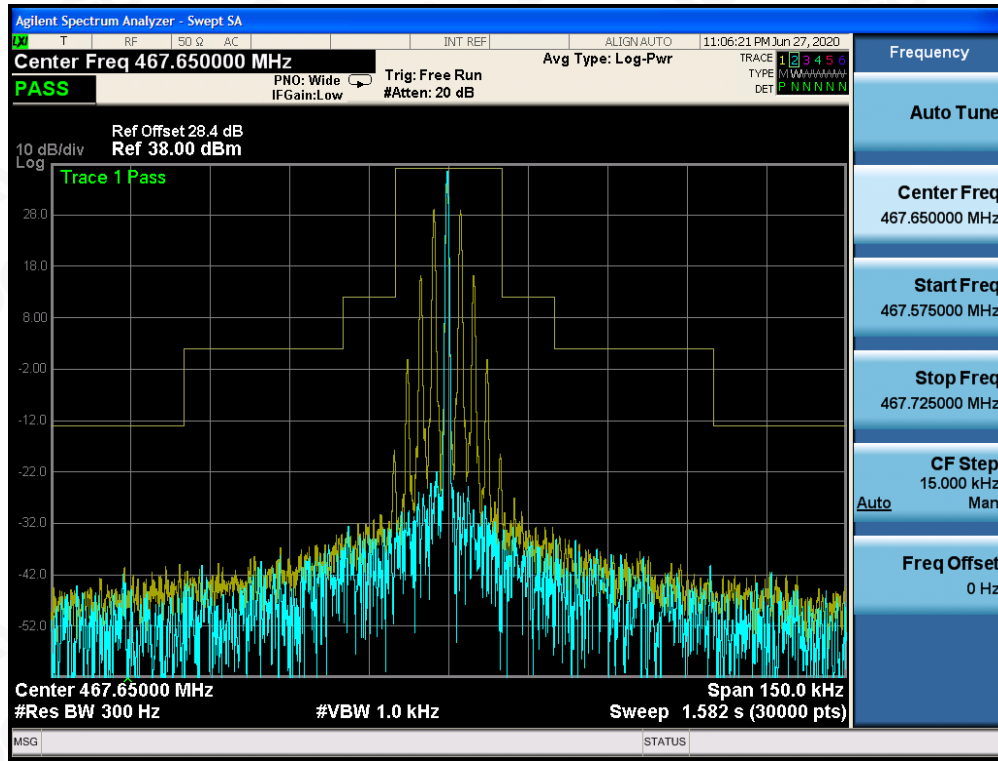 Agilent Spectrum Analyzer - Swept SA
LXI T RF 50 Ω AC INT REF ALIGN AUTO 11:06:21 PM Jun 27, 2020
Center Freq 467.650000 MHz
PASS
PNO: Wide
IFGain:Low
Trig: Free Run
#Atten: 20 dB
Avg Type: Log-Pwr
TRACE 1 2 3 4 5 6
TYPE M
DET P N N N N N
Ref Offset 28.4 dB
10 dB/div Ref 38.00 dBm
Log
Trace 1 Pass
28.0
18.0
8.00
-2.00
-12.0
-22.0
-32.0
-42.0
-52.0
Center 467.65000 MHz
Span 150.0 kHz
#Res BW 300 Hz
#VBW 1.0 kHz
Sweep 1.582 s (30000 pts)
MSG
STATUS
Frequency
Auto Tune
Center Freq
467.650000 MHz
Start Freq
467.575000 MHz
Stop Freq
467.725000 MHz
CF Step
15.000 kHz
Auto Man
Freq Offset
0 Hz